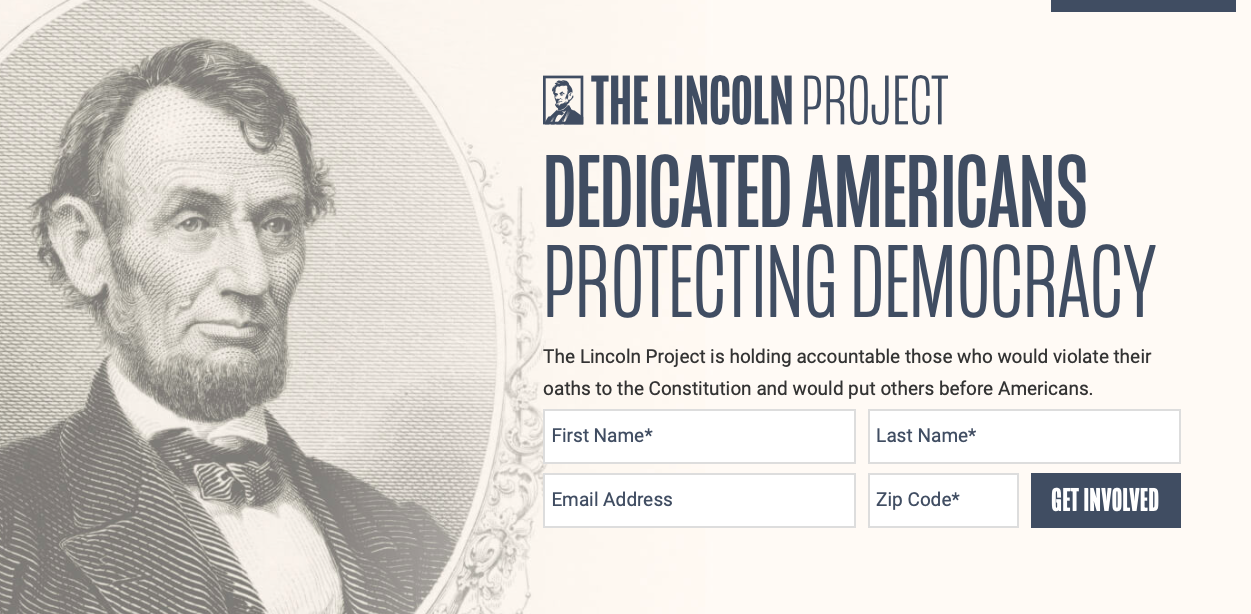 THE LINCOLN PROJECT
DEDICATED AMERICANS
PROTECTING DEMOCRACY
The Lincoln Project is holding accountable those who would violate their
oaths to the Constitution and would put others before Americans.
First Name*
Last Name*
Email Address
Zip Code*
GET INVOLVED